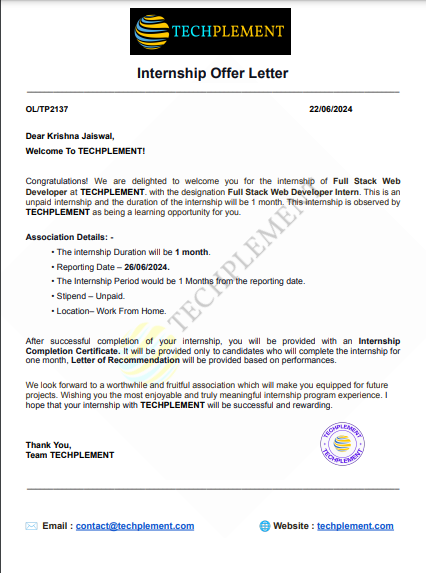 TECHPLEMENT
Internship Offer Letter
OL/TP2137 22/06/2024
Dear Krishna Jaiswal,
Welcome To TECHPLEMENT!
Congratulations! We are delighted to welcome you for the internship of Full Stack Web
Developer at TECHPLEMENT. with the designation Full Stack Web Developer Intern. This is an
unpaid internship and the duration of the internship will be 1 month. This internship is observed by
TECHPLEMENT as being a learning opportunity for you.
Association Details: -
• The internship Duration will be 1 month.
• Reporting Date – 26/06/2024.
• The Internship Period would be 1 Months from the reporting date.
• Stipend – Unpaid.
• Location– Work From Home.
TECHPLEMENT
After successful completion of your internship, you will be provided with an Internship
Completion Certificate. It will be provided only to candidates who will complete the internship for
one month, Letter of Recommendation will be provided based on performances.
We look forward to a worthwhile and fruitful association which will make you equipped for future
projects. Wishing you the most enjoyable and truly meaningful internship program experience. I
hope that your internship with TECHPLEMENT will be successful and rewarding.
Thank You,
Team TECHPLEMENT
TECHPLEMENT
TECHPLEMENT
Email : contact@techplement.com Website : techplement.com